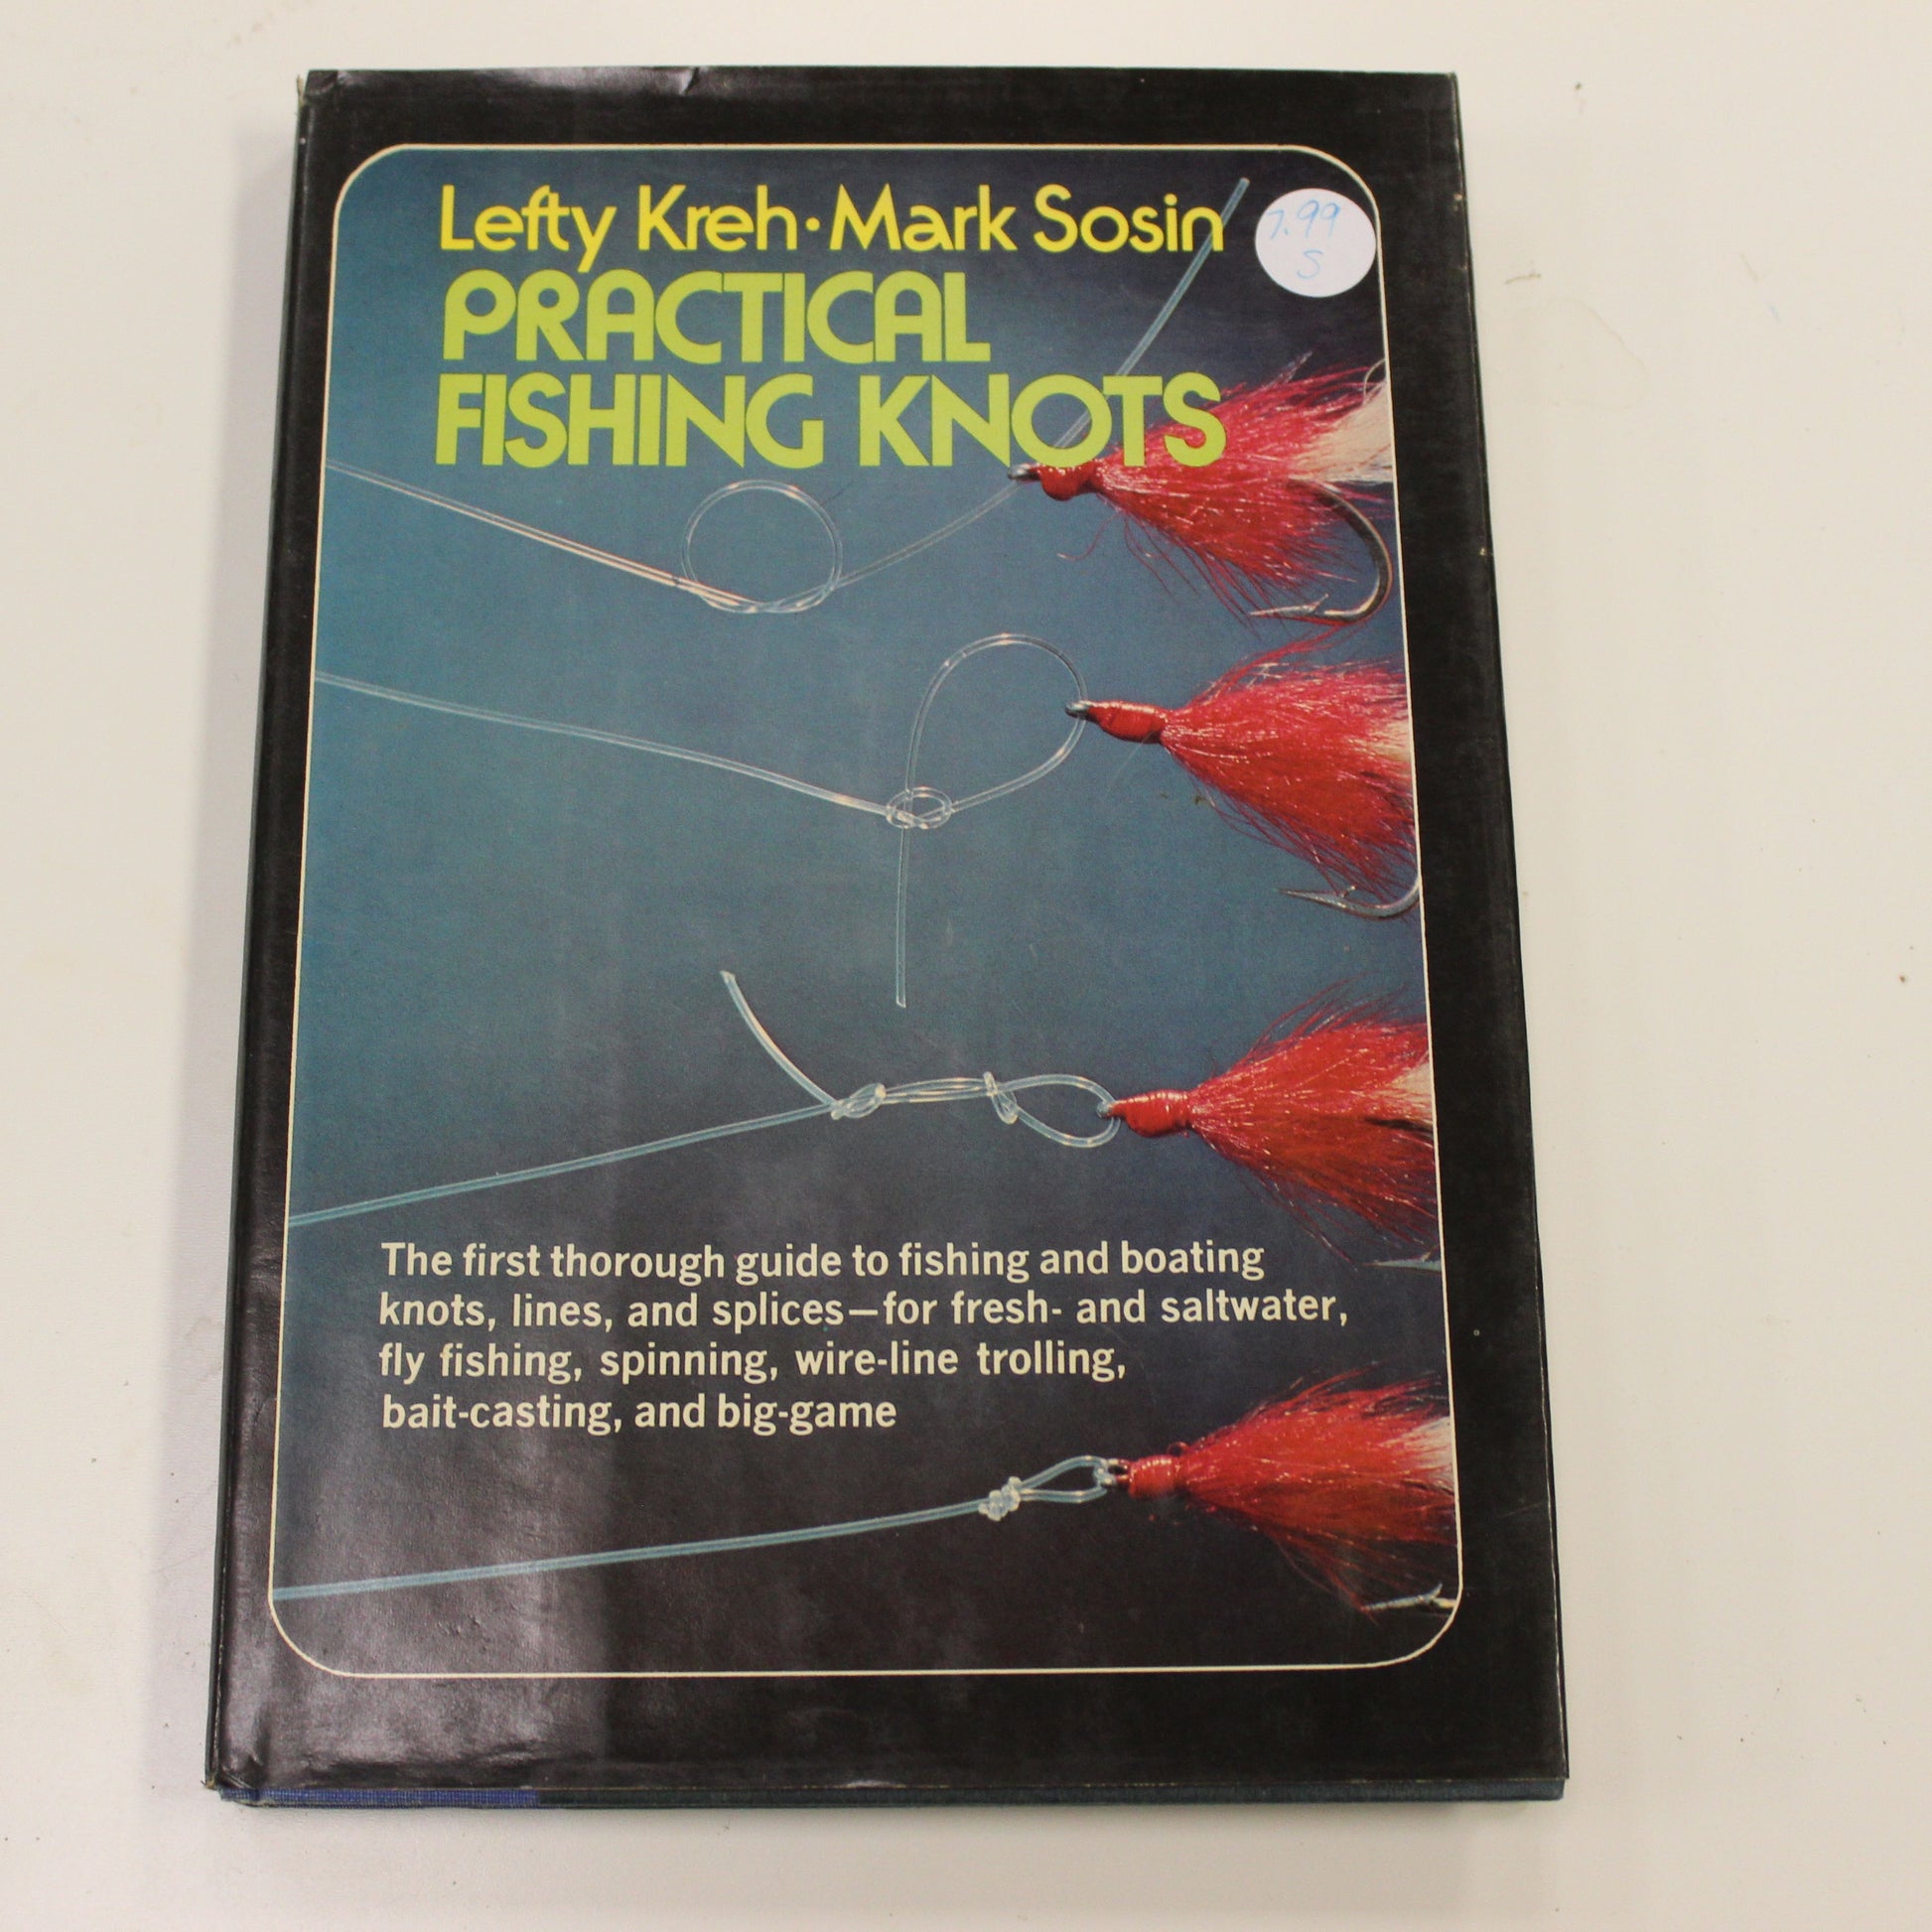 Lefty Kreh·Mark Sosin
PRACTICAL
FISHING KNOTS
7.99
S
The first thorough guide to fishing and boating
knots, lines, and splices—for fresh- and saltwater,
fly fishing, spinning, wire-line trolling,
bait-casting, and big-game